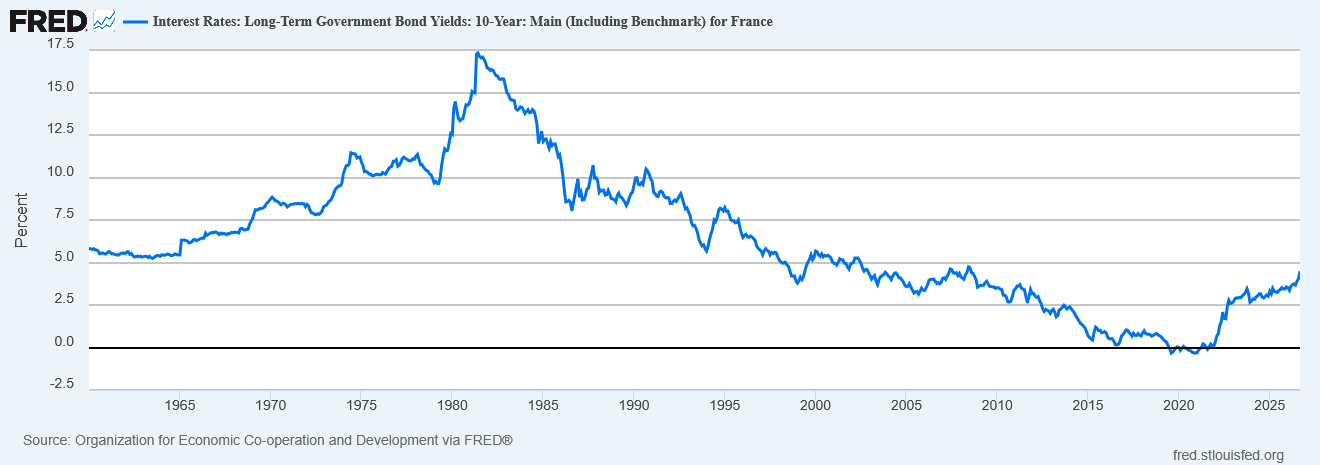 FRED Interest Rates: Long-Term Government Bond Yields: 10-Year: Main (Including Benchmark) for France
17.5
15.0
12.5
10.0
7.5
5.0
2.5
0.0
-2.5
Percent
1965 1970 1975 1980 1985 1990 1995 2000 2005 2010 2015 2020 2025
Source: Organization for Economic Co-operation and Development via FRED®
fred.stlouisfed.org